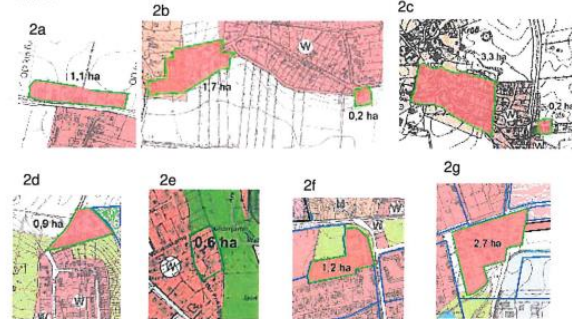 2a
2b
2c
1,1 ha
W
1,7 ha
0,2 ha
3,3 ha
0,2 ha
W
2d
2e
2f
2g
0,9 ha
W
0,6 ha
W
W
1,2 ha
W
2,7 ha